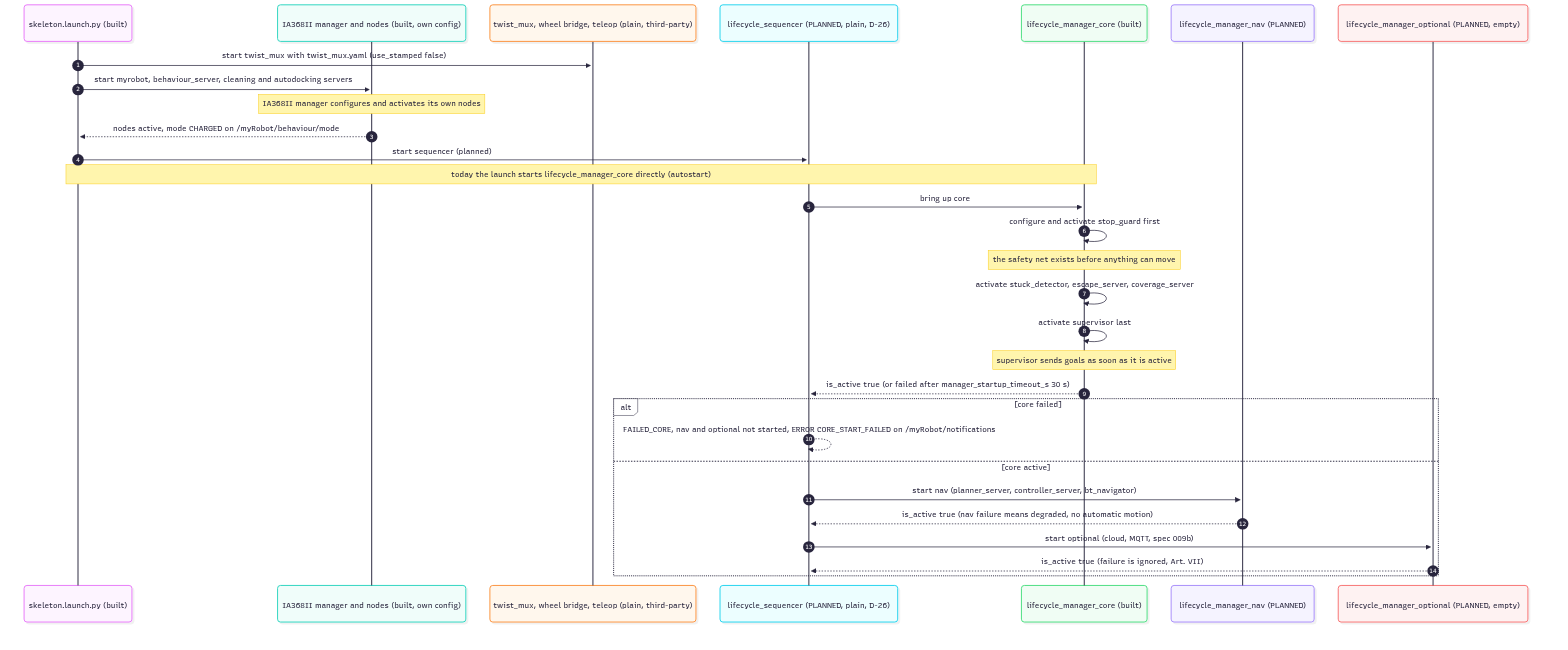 skeleton.launch.py (built)
IA368II manager and nodes (built, own config)
twist_mux, wheel bridge, teleop (plain, third-party)
lifecycle_sequencer (PLANNED, plain, D-26)
lifecycle_manager_core (built)
lifecycle_manager_nav (PLANNED)
lifecycle_manager_optional (PLANNED, empty)
start twist_mux with twist_mux.yaml (use_stamped false)
1
start myrobot, behaviour_server, cleaning and autodocking servers
2
IA368II manager configures and activates its own nodes
nodes active, mode CHARGED on /myRobot/behaviour/mode
3
start sequencer (planned)
4
today the launch starts lifecycle_manager_core directly (autostart)
bring up core
5
configure and activate stop_guard first
6
the safety net exists before anything can move
activate stuck_detector, escape_server, coverage_server
7
activate supervisor last
8
supervisor sends goals as soon as it is active
is_active true (or failed after manager_startup_timeout_s 30 s)
9
alt
[core failed]
FAILED_CORE, nav and optional not started, ERROR CORE_START_FAILED on /myRobot/notifications
10
[core active]
start nav (planner_server, controller_server, bt_navigator)
11
is_active true (nav failure means degraded, no automatic motion)
12
start optional (cloud, MQTT, spec 009b)
13
is_active true (failure is ignored, Art. VII)
14
skeleton.launch.py (built)
IA368II manager and nodes (built, own config)
twist_mux, wheel bridge, teleop (plain, third-party)
lifecycle_sequencer (PLANNED, plain, D-26)
lifecycle_manager_core (built)
lifecycle_manager_nav (PLANNED)
lifecycle_manager_optional (PLANNED, empty)